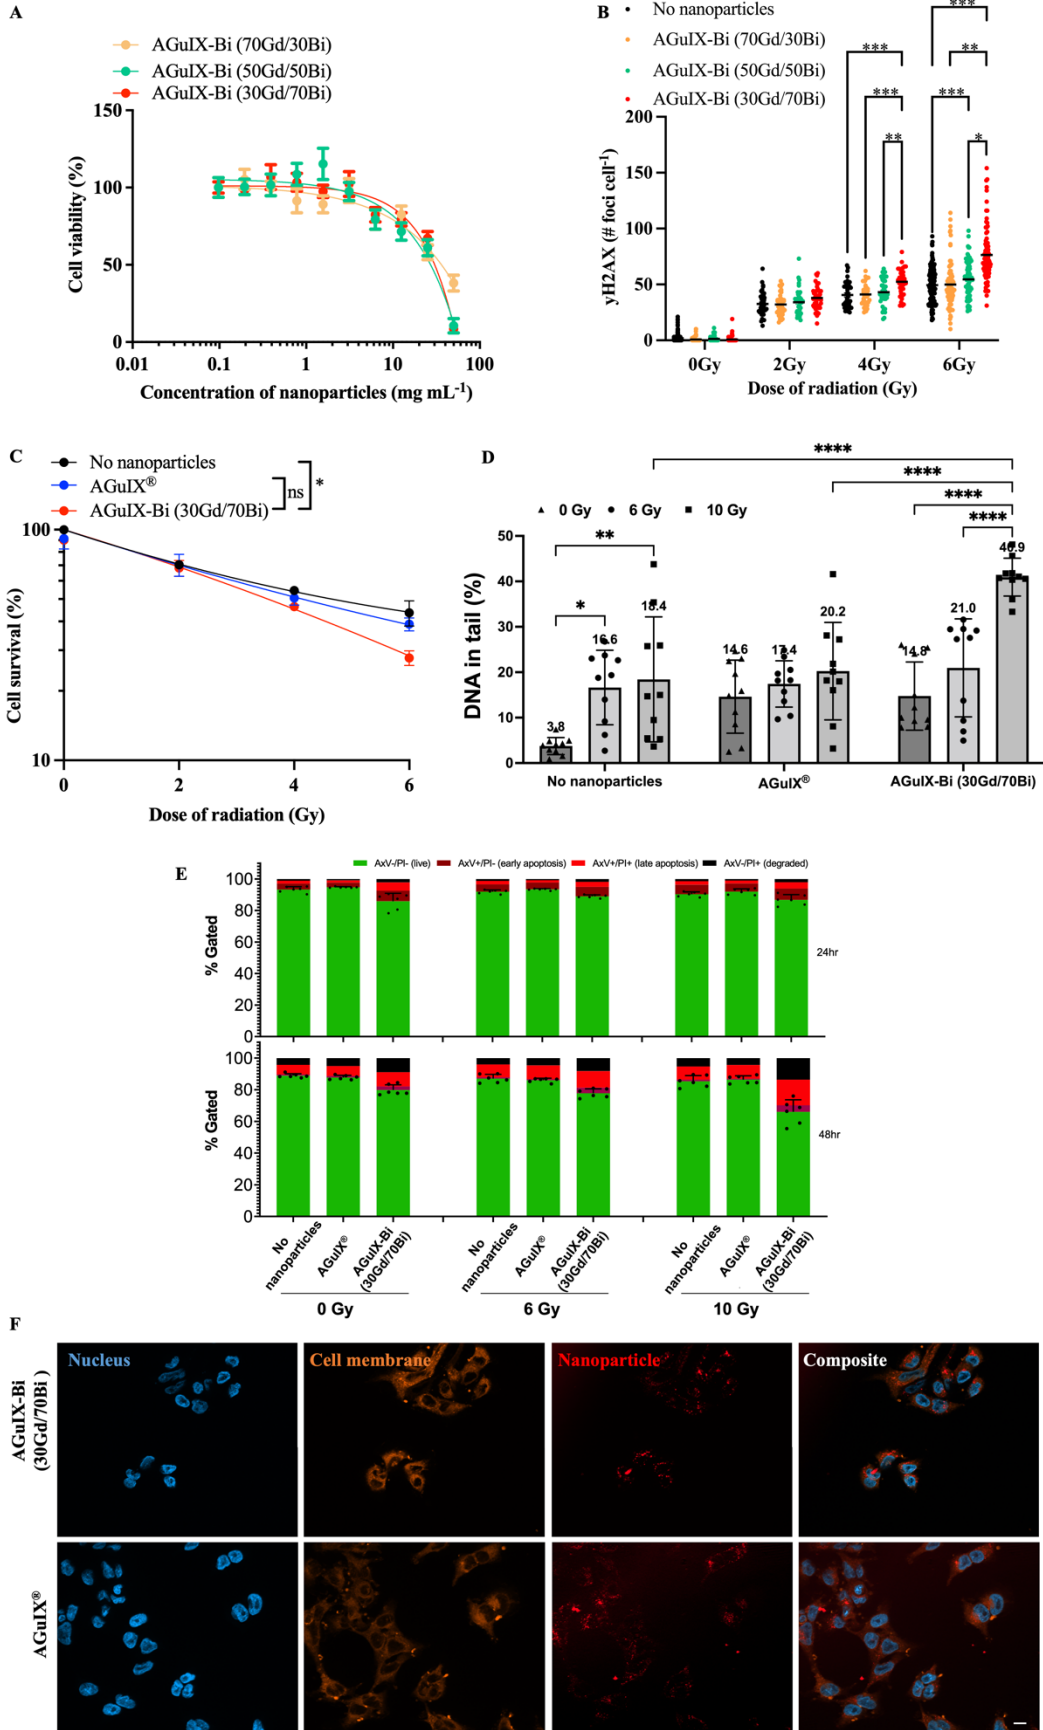 A
AGuIX-Bi (70Gd/30Bi)
AGuIX-Bi (50Gd/50Bi)
AGuIX-Bi (30Gd/70Bi)
150
100
50
0
Cell viability (%)
0.01
0.1
1
10
100
Concentration of nanoparticles (mg mL-1)
B
No nanoparticles
AGuIX-Bi (70Gd/30Bi)
AGuIX-Bi (50Gd/50Bi)
AGuIX-Bi (30Gd/70Bi)
***
***
**
***
***
**
*
200
150
100
50
0
yH2AX (# foci cell-1)
0Gy
2Gy
4Gy
6Gy
Dose of radiation (Gy)
C
No nanoparticles
AGuIX®
AGuIX-Bi (30Gd/70Bi)
ns
*
100
10
Cell survival (%)
0
2
4
6
Dose of radiation (Gy)
D
****
****
****
****
0 Gy
6 Gy
10 Gy
**
*
50
40
30
20
10
0
DNA in tail (%)
3.8
16.6
18.4
14.6
17.4
20.2
14.8
21.0
40.9
No nanoparticles
AGuIX®
AGuIX-Bi (30Gd/70Bi)
E
AxV-/PI- (live)
AxV+/PI- (early apoptosis)
AxV+/PI+ (late apoptosis)
AxV-/PI+ (degraded)
100
80
60
40
20
0
% Gated
24hr
100
80
60
40
20
0
% Gated
48hr
No nanoparticles
AGuIX®
AGuIX-Bi (30Gd/70Bi)
No nanoparticles
AGuIX®
AGuIX-Bi (30Gd/70Bi)
No nanoparticles
AGuIX®
AGuIX-Bi (30Gd/70Bi)
0 Gy
6 Gy
10 Gy
F
Nucleus
Cell membrane
Nanoparticle
Composite
AGuIX-Bi
(30Gd/70Bi )
AGuIX®